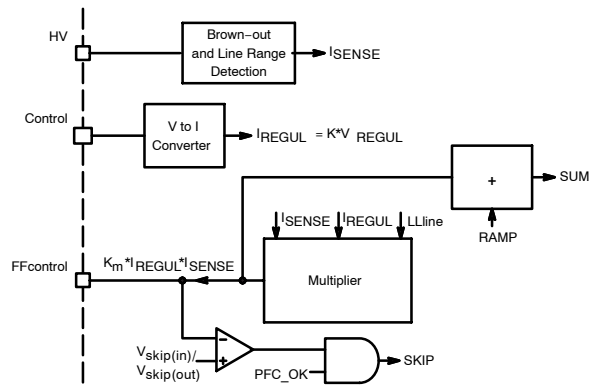 HV
Brown-out
and Line Range
Detection
ISENSE
Control
V to I
Converter
IREGUL = K*V REGUL
+
SUM
RAMP
ISENSE IREGUL LLline
FFcontrol
Km*IREGUL*ISENSE
Multiplier
Vskip(in)/
Vskip(out)
−
+
PFC_OK
SKIP